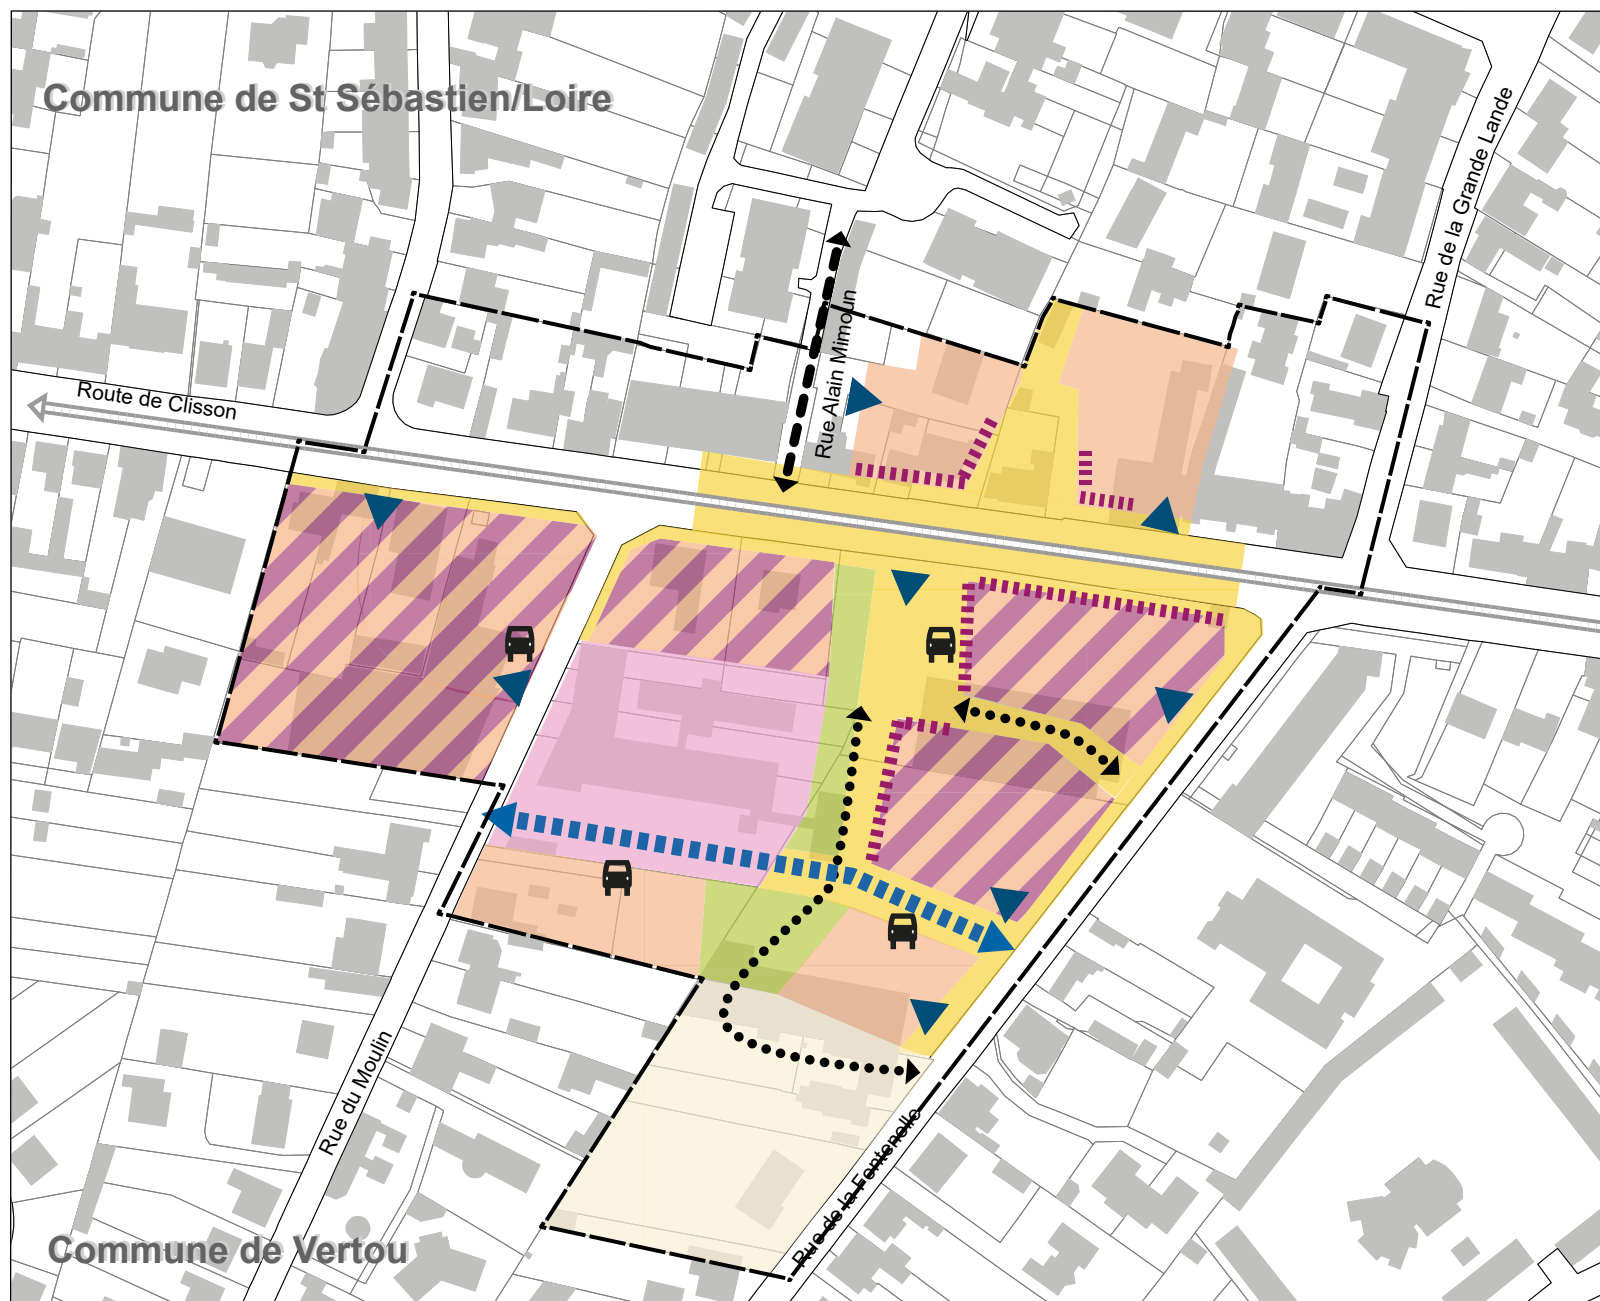 Commune de St Sébastien/Loire
Rue de la Grande Lande
Rue Alain Mimoun
Route de Clisson
Rue du Moulin
Rue de la Fontenelle
Commune de Vertou